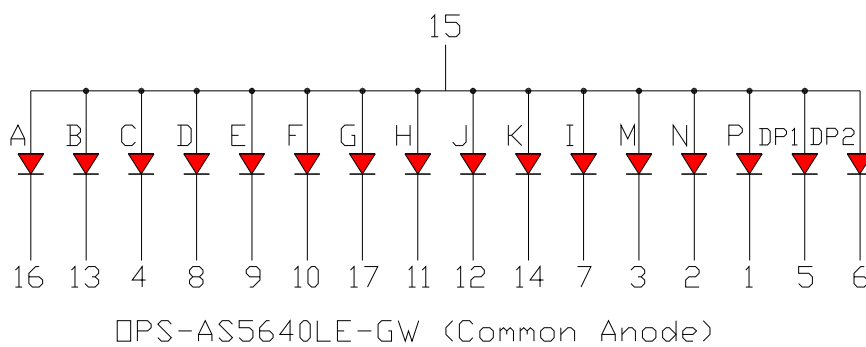 15
A B C D E F G H J K I M N P DP1 DP2
16 13 4 8 9 10 17 11 12 14 7 3 2 1 5 6
OPS-AS5640LE-GW (Common Anode)